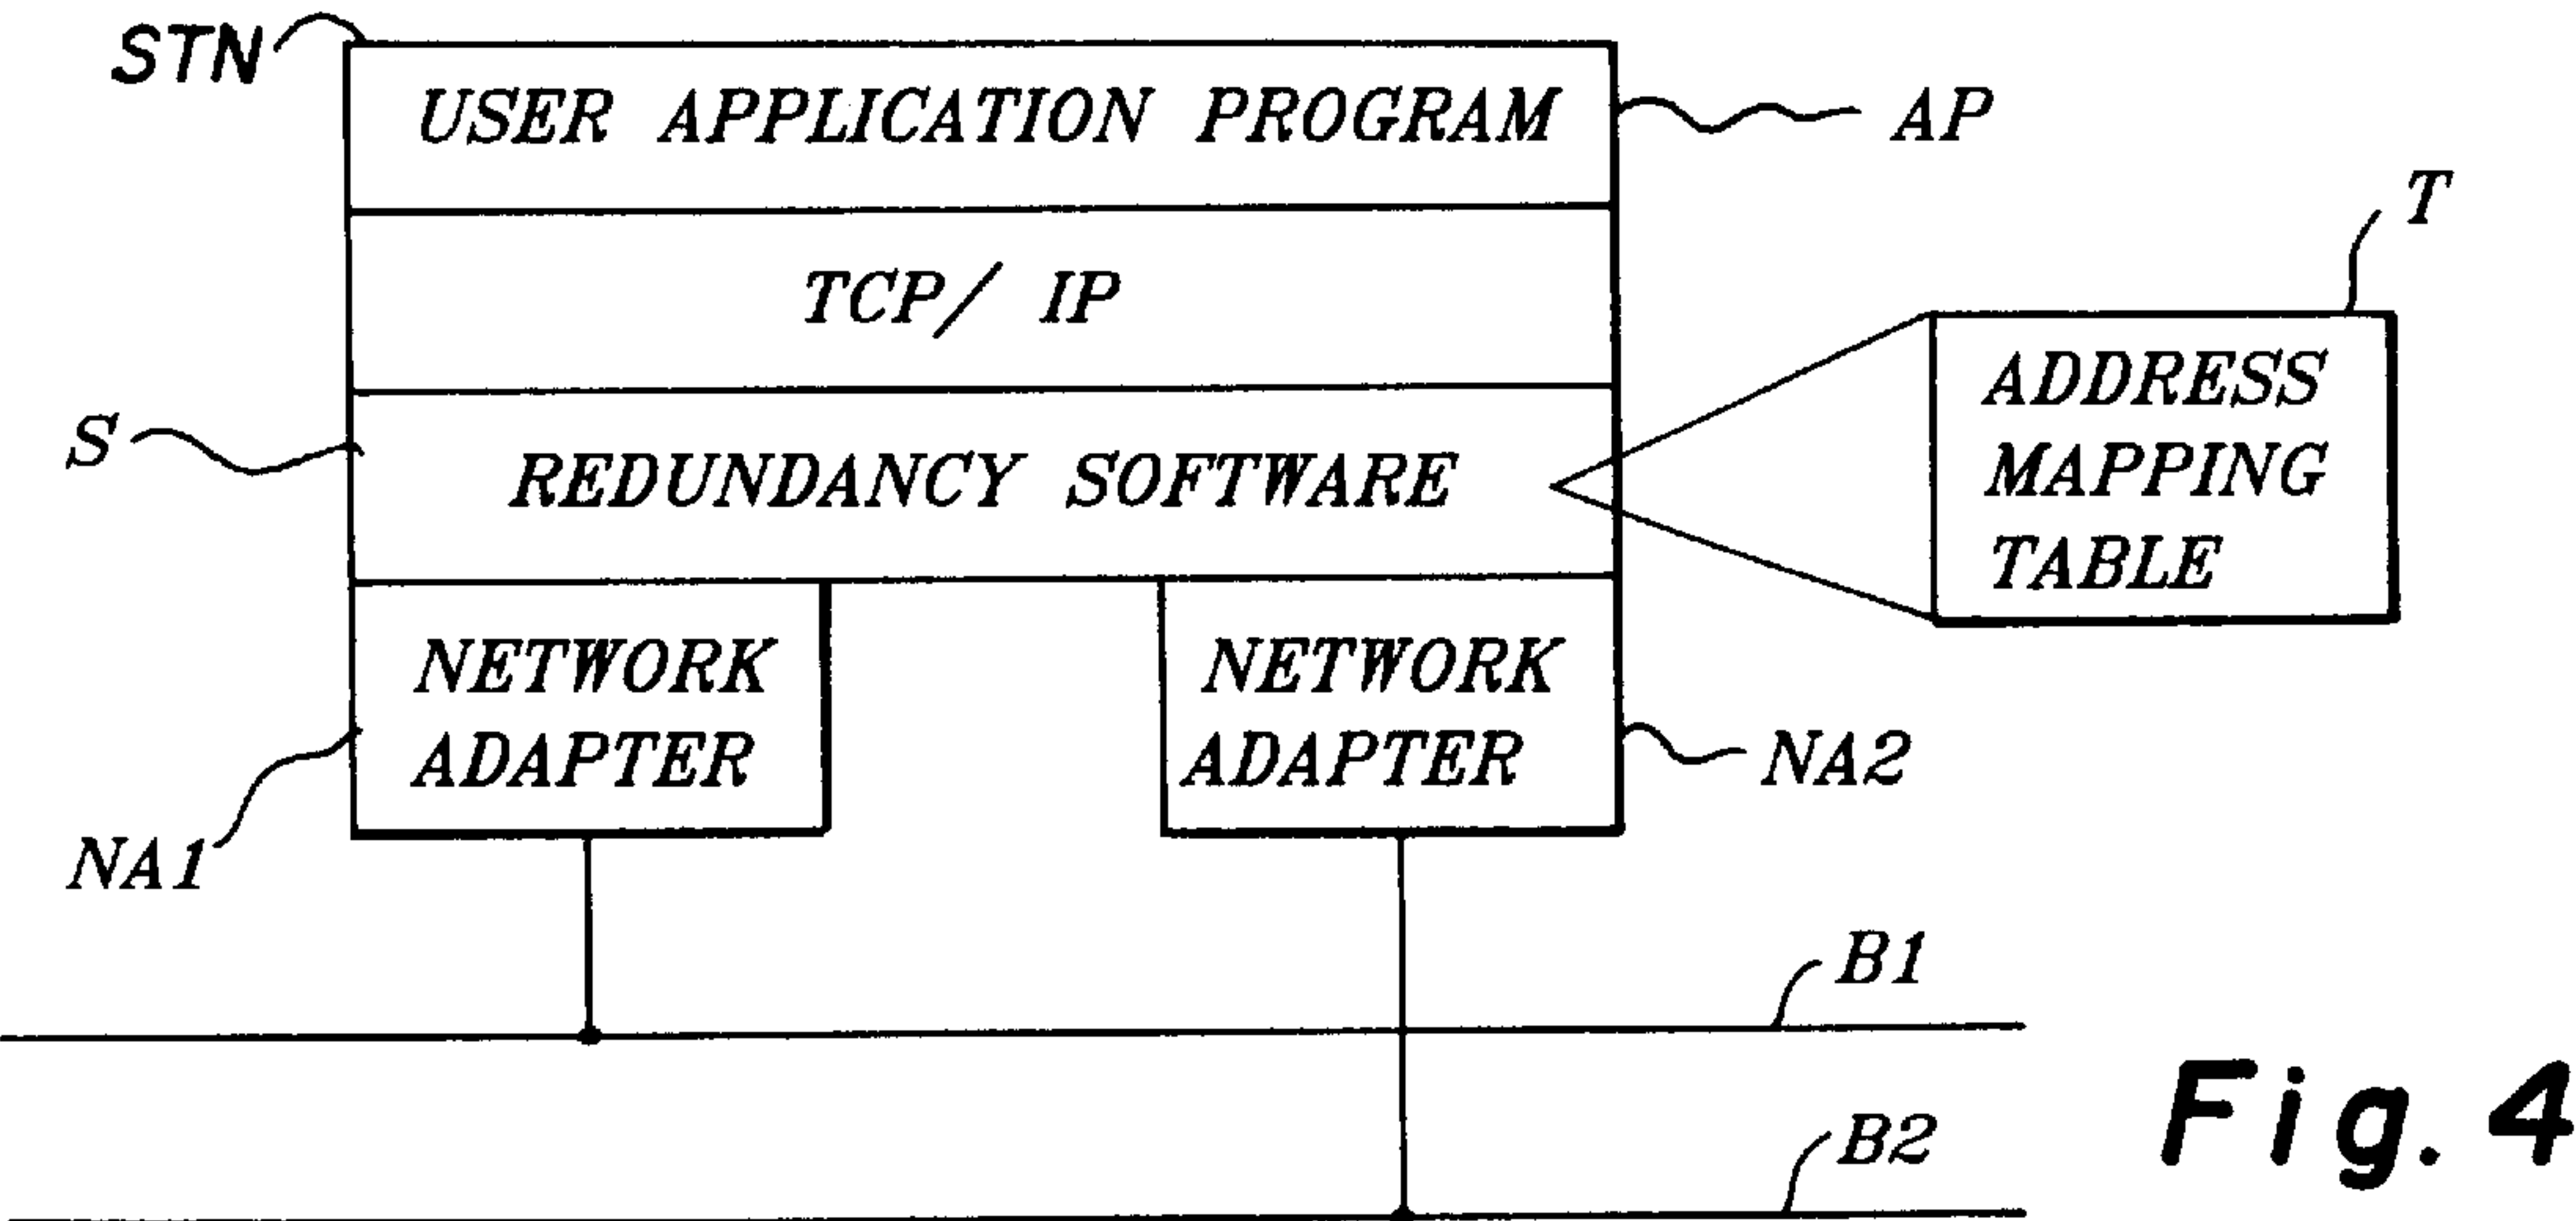 STN
USER APPLICATION PROGRAM
AP
T
TCP/ IP
ADDRESS
MAPPING
TABLE
S
REDUNDANCY SOFTWARE
NETWORK
ADAPTER
NETWORK
ADAPTER
NA1
NA2
B1
B2
Fig. 4